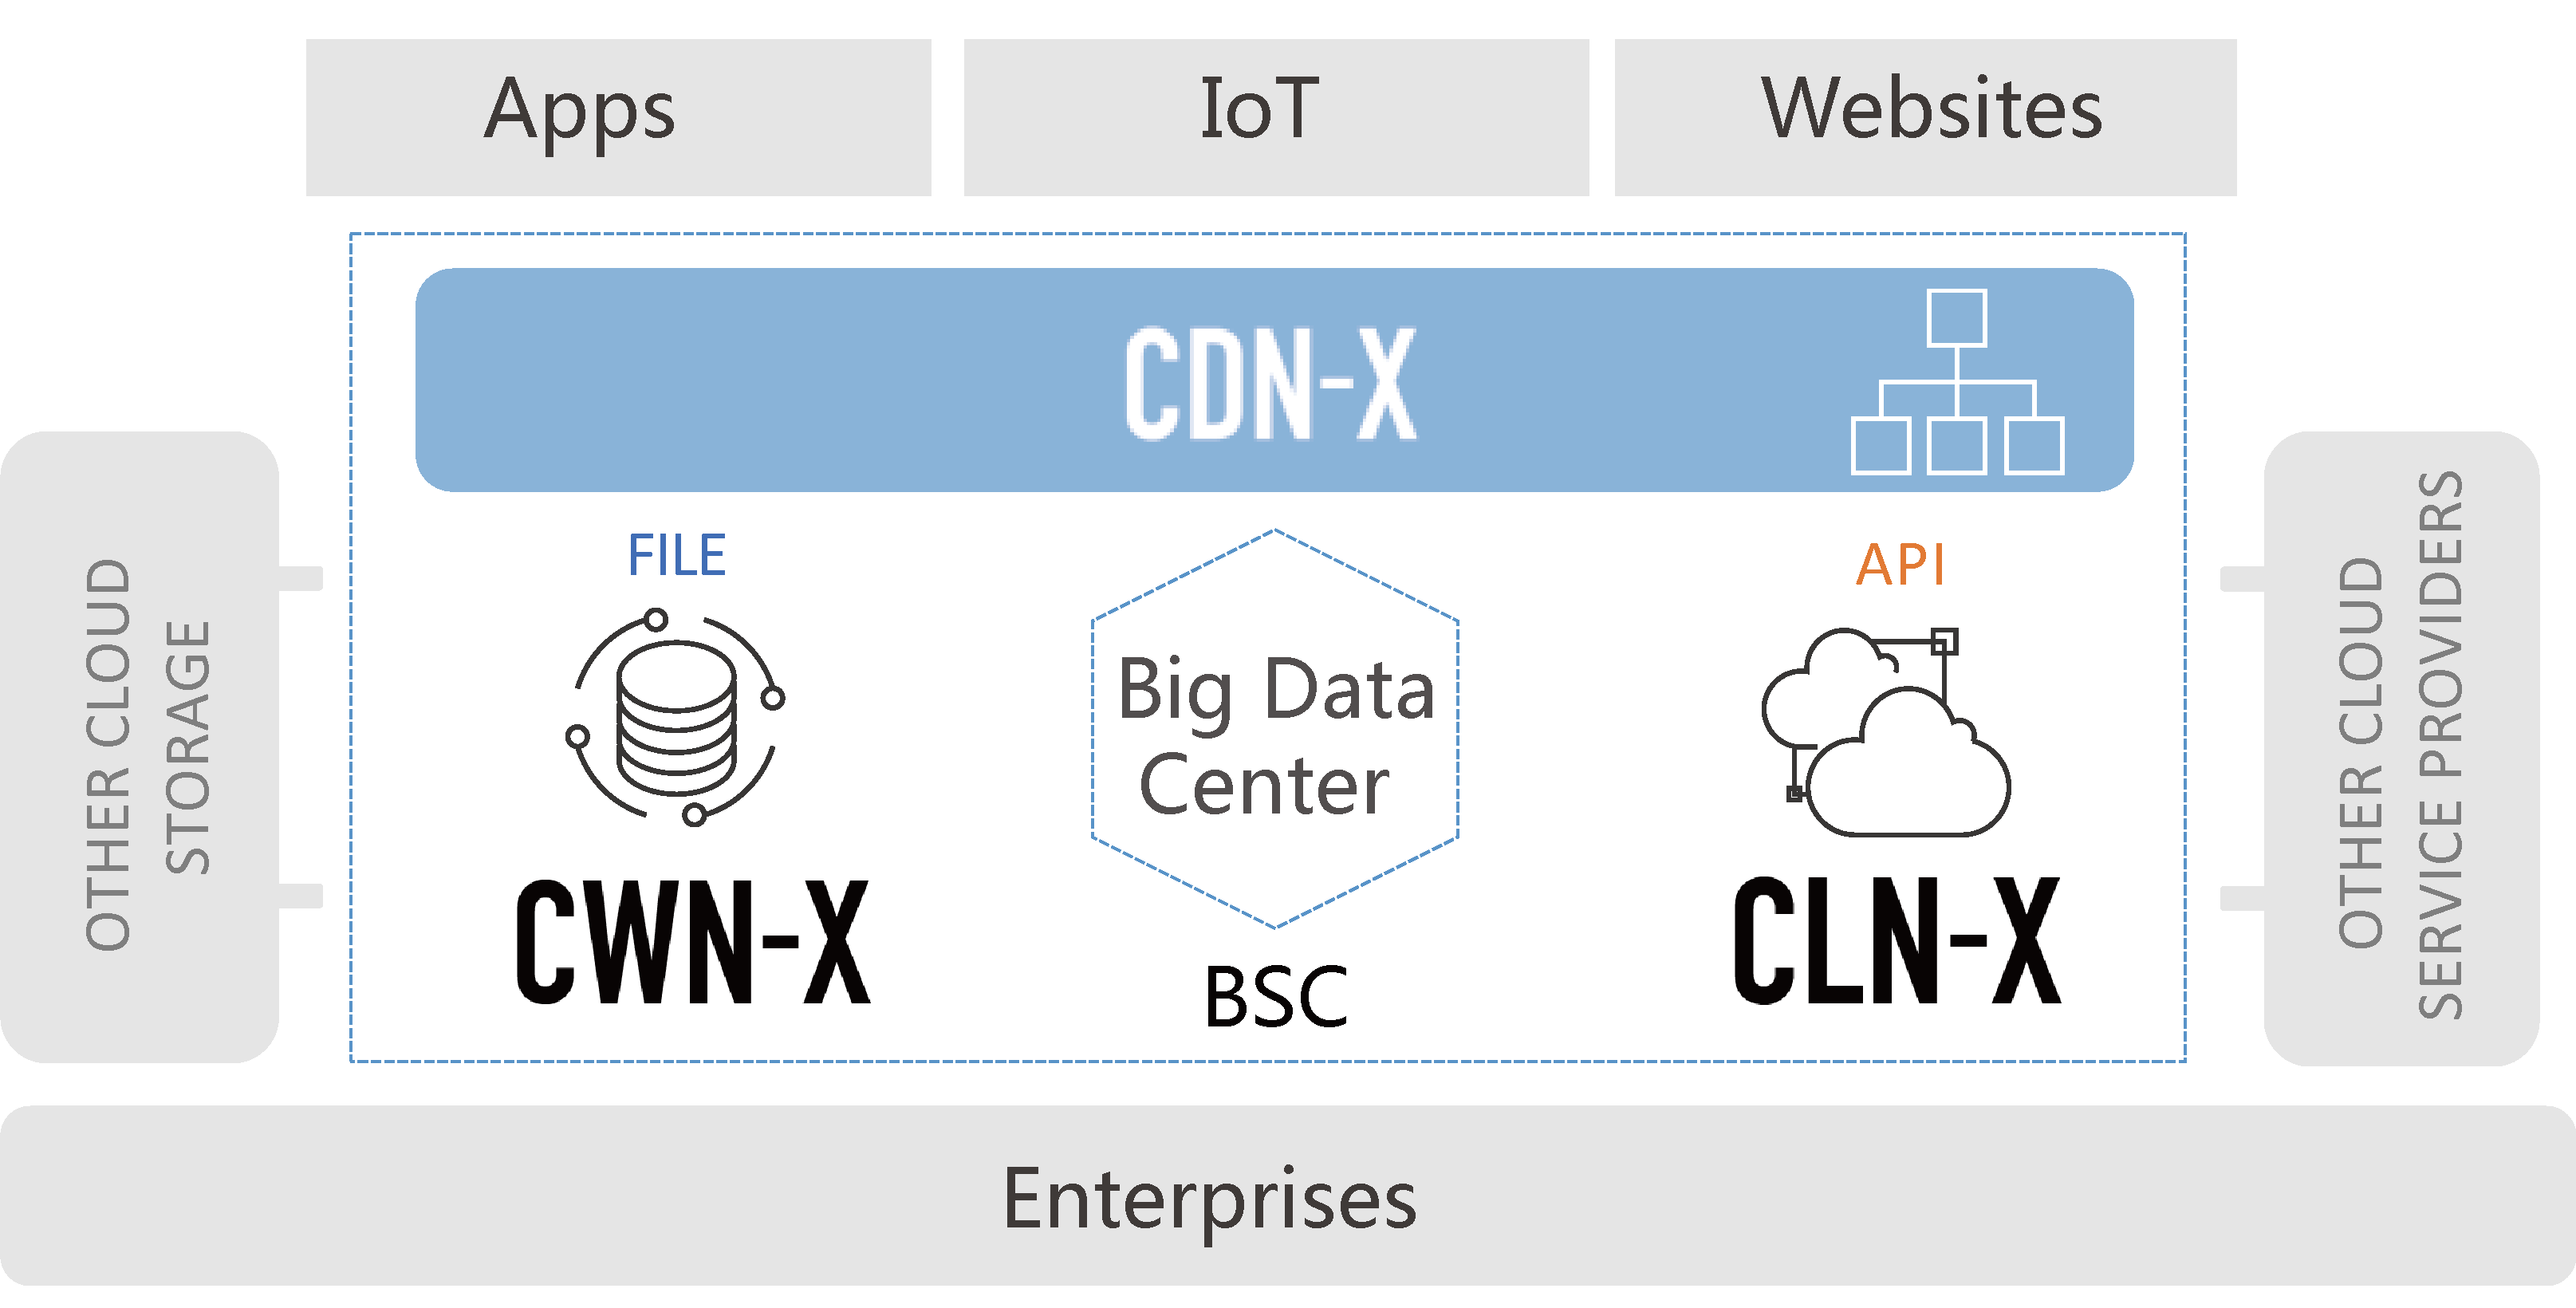 Apps
IoT
Websites
CDN-X
FILE
API
Big Data
Center
CWN-X
BSC
CLN-X
OTHER CLOUD
STORAGE
OTHER CLOUD
SERVICE PROVIDERS
Enterprises